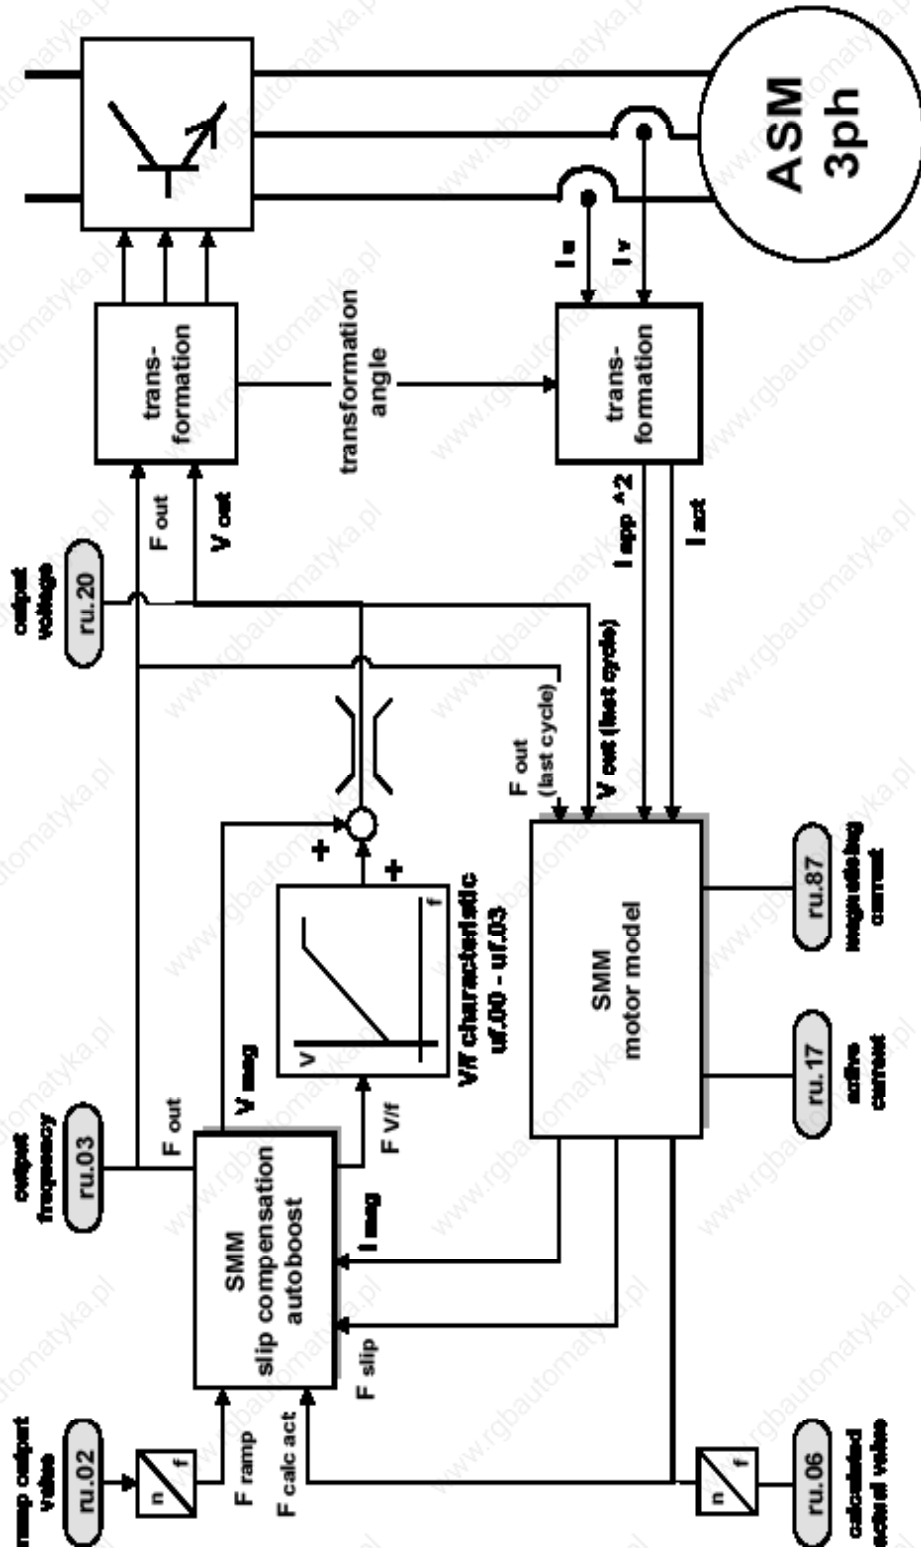 ramp output
value
ru.02
n
f
F ramp
F calc act
output
frequency
ru.03
F out
SMM
slip compensation
autoboost
F slip
I mag
V mag
F V/f
V
f
V/f characteristic
uf.00 - uf.03
+
+
output
voltage
ru.20
F out
V out
trans-
formation
transformation
angle
F out
(last cycle)
V out (last cycle)
I app ^2
I act
trans-
formation
I u
I v
ASM
3ph
SMM
motor model
ru.17
active
current
ru.87
magnetising
current
n
f
ru.06
calculated
actual value
www.rgbautomatyka.pl